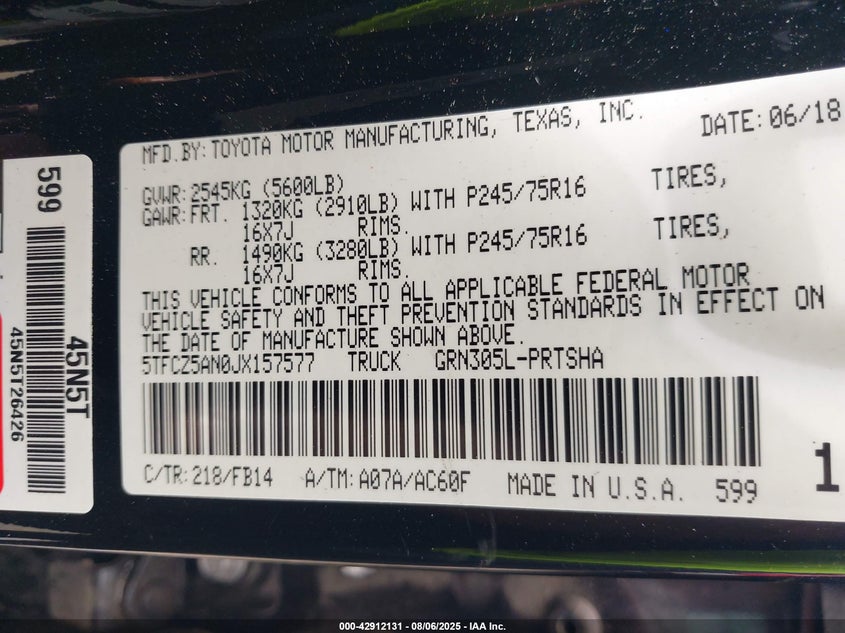 MFD.BY:TOYOTA MOTOR MANUFACTURING, TEXAS, INC. DATE:06/18
GVWR:2545KG (5600LB)
GAWR:FRT. 1320KG (2910LB) WITH P245/75R16 TIRES,
16X7J RIMS.
RR. 1490KG (3280LB) WITH P245/75R16 TIRES,
16X7J RIMS.
THIS VEHICLE CONFORMS TO ALL APPLICABLE FEDERAL MOTOR
VEHICLE SAFETY AND THEFT PREVENTION STANDARDS IN EFFECT ON
THE DATE OF MANUFACTURE SHOWN ABOVE.
5TFCZ5AN0JX157577 TRUCK GRN305L-PRTSHA
C/TR:218/FB14 A/TM:A07A/AC60F MADE IN U.S.A. 599
1
599
45N5T
45N5T26426
000-42912131 - 08/06/2025 - IAA Inc.